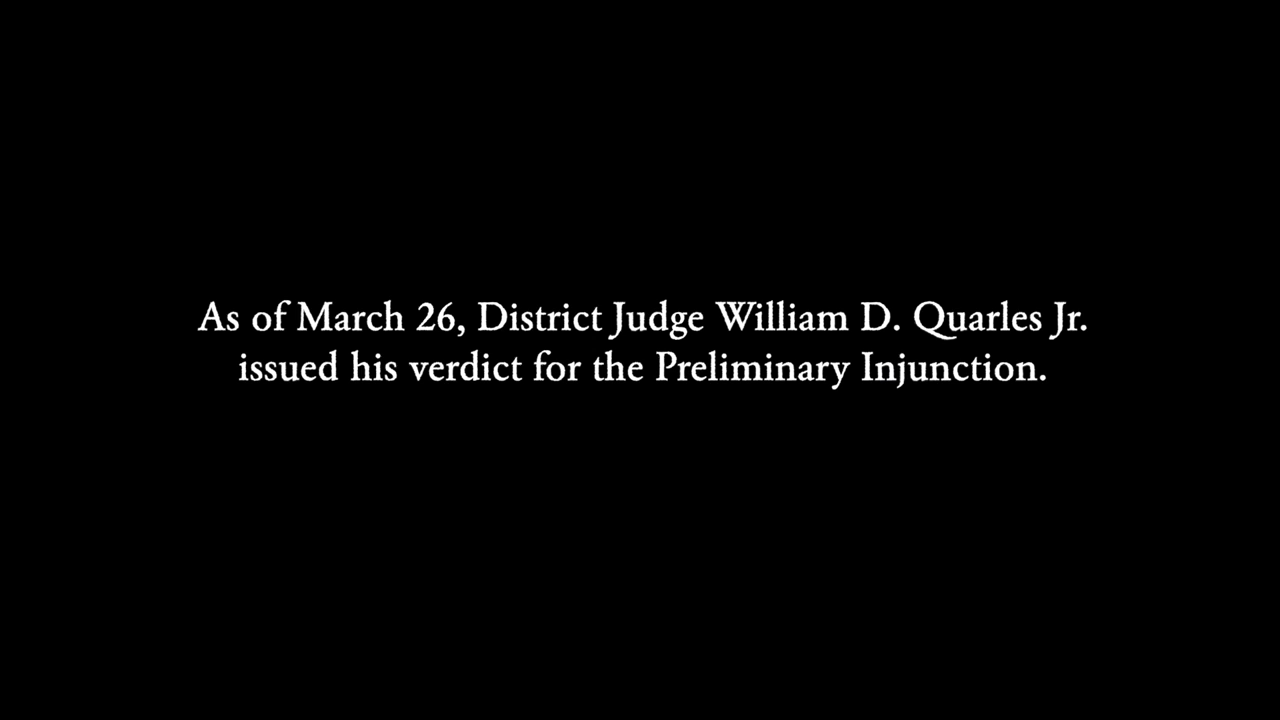 As of March 26, District Judge William D. Quarles Jr.
issued his verdict for the Preliminary Injunction.